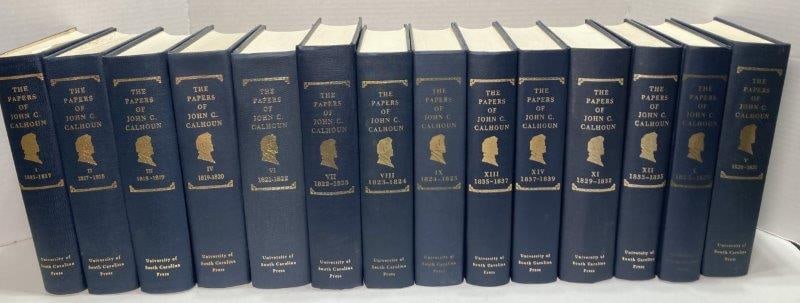 THE
PAPERS
OF
JOHN C.
CALHOUN
I
1801-1817
University of
South Carolina
Press
THE
PAPERS
OF
JOHN C.
CALHOUN
II
1817-1818
University of
South Carolina
Press
THE
PAPERS
OF
JOHN C.
CALHOUN
III
1818-1819
University of
South Carolina
Press
THE
PAPERS
OF
JOHN C.
CALHOUN
IV
1819-1820
University of
South Carolina
Press
THE
PAPERS
OF
JOHN C.
CALHOUN
VI
1821-1822
University of
South Carolina
Press
THE
PAPERS
OF
JOHN C.
CALHOUN
VII
1822-1823
University of
South Carolina
Press
THE
PAPERS
OF
JOHN C.
CALHOUN
VIII
1823-1824
University of
South Carolina
Press
THE
PAPERS
OF
JOHN C.
CALHOUN
IX
1824-1825
University of
South Carolina
Press
THE
PAPERS
OF
JOHN C.
CALHOUN
XIII
1835-1837
University of
South Carolina
Press
THE
PAPERS
OF
JOHN C.
CALHOUN
XIV
1837-1839
University of
South Carolina
Press
THE
PAPERS
OF
JOHN C.
CALHOUN
XI
1829-1832
University of
South Carolina
Press
THE
PAPERS
OF
JOHN C.
CALHOUN
XII
1833-1835
University of
South Carolina
Press
THE
PAPERS
OF
JOHN C.
CALHOUN
X
1825-1829
THE
PAPERS
OF
JOHN C.
CALHOUN
V
1820-1821
University of
South Carolina
Press